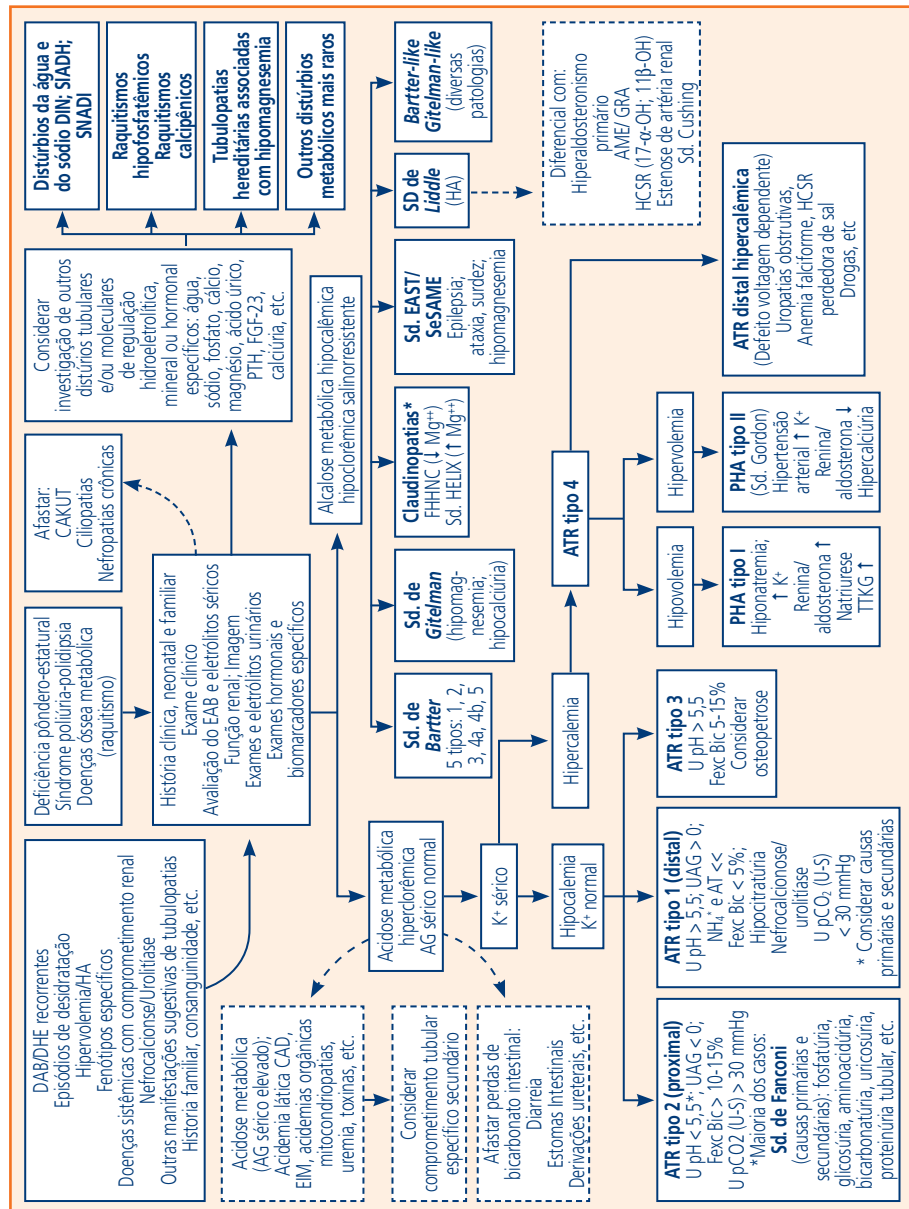 DAB/DHE recorrentes
Episódios de desidratação
Hipervolemia/HA
Fenótipos específicos
Doenças sistêmicas com comprometimento renal
Nefrocalcionse/Urolitíase
Outras manifestações sugestivas de tubulopatias
Historia familiar, consanguinidade, etc.
Deficiência pôndero-estatural
Síndrome poliúria-polidipsia
Doenças óssea metabólica
(raquitismo)
Afastar:
CAKUT
Ciliopatias
Nefropatias crônicas
História clínica, neonatal e familiar
Exame clínico
Avaliação do EAB e eletrólitos séricos
Função renal; Imagem
Exames e eletrólitos urinários
Exames hormonais e
biomarcadores específicos
Considerar
investigação de outros
distúrbios tubulares
e/ou moleculares
de regulação
hidroeletrolítica,
mineral ou hormonal
específicos: água,
sódio, fosfato, cálcio,
magnésio, ácido úrico,
PTH, FGF-23,
calciúria, etc.
Distúrbios da água e
do sódio DIN; SIADH;
SNADI
Raquitismos
hipofosfatêmicos
Raquitismos
calcipênicos
Tubulopatias
hereditárias associadas
com hipomagnesemia
Outros distúrbios
metabólicos mais raros
Acidose metabólica
(AG sérico elevado);
Acidemia lática CAD,
EIM, acidemias orgânicas
mitocondriopatias,
uremia, toxinas, etc.
Considerar
comprometimento tubular
específico secundário
Afastar perdas de
bicarbonato intestinal:
Diarreia
Estomas Intestinais
Derivações ureterais, etc.
Acidose metabólica
hiperclorêmica
AG sérico normal
K⁺ sérico
Hipocalemia
K⁺ normal
Hipercalemia
Alcalose metabólica hipocalêmica
hipoclorêmica salinorresistente
Sd. de
Bartter
5 tipos: 1, 2,
3, 4a, 4b, 5
Sd. de
Gitelman
(hipomag-
nesemia;
hipocalciúria)
Claudinopatias*
FHHNC (↓ Mg⁺⁺)
Sd. HELIX (↑ Mg⁺⁺)
Sd. EAST/
SeSAME
Epilepsia;
ataxia, surdez;
hipomagnesemia
SD de
Liddle
(HA)
Bartter-like
Gitelman-like
(diversas
patologias)
Diferencial com:
Hiperaldosteronismo
primário
AME/ GRA
HCSR (17-α-OH; 11β-OH)
Estenose de artéria renal
Sd. Cushing
ATR tipo 2 (proximal)
U pH < 5,5*; UAG < 0;
Fexc Bic > 10-15%
U pCO2 (U-S) > 30 mmHg
*Maioria dos casos:
Sd. de Fanconi
(causas primárias e
secundárias): fosfatúria,
glicosúria, aminoacidúria,
bicarbonatúria, uricosúria,
proteinúria tubular, etc.
ATR tipo 1 (distal)
U pH > 5,5; UAG > 0;
NH₄⁺ e AT <<
Fexc Bic < 5%;
Hipocitratúria
Nefrocalcionose/
urolitíase
U pCO₂ (U-S)
< 30 mmHg
* Considerar causas
primárias e secundárias
ATR tipo 3
U pH > 5,5
Fexc Bic 5-15%
Considerar
osteopetrose
ATR tipo 4
Hipovolemia
Hipervolemia
PHA tipo I
Hiponatremia;
↑ K⁺
Renina/
aldosterona ↑
Natriurese
TTKG ↑
PHA tipo II
(Sd. Gordon)
Hipertensão
arterial ↑ K⁺
Renina/
aldosterona ↓
Hipercalciúria
ATR distal hipercalêmica
(Defeito voltagem dependente)
Uropatias obstrutivas,
Anemia falciforme, HCSR
perdedora de sal
Drogas, etc